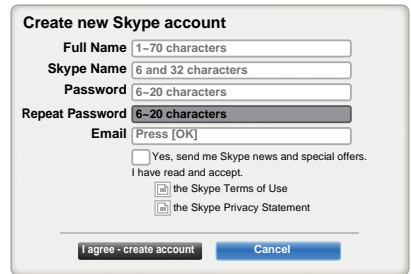 Create new Skype account
Full Name 1~70 characters
Skype Name 6 and 32 characters
Password 6~20 characters
Repeat Password 6~20 characters
Email Press [OK]
Yes, send me Skype news and special offers.
I have read and accept.
the Skype Terms of Use
the Skype Privacy Statement
I agree - create account Cancel